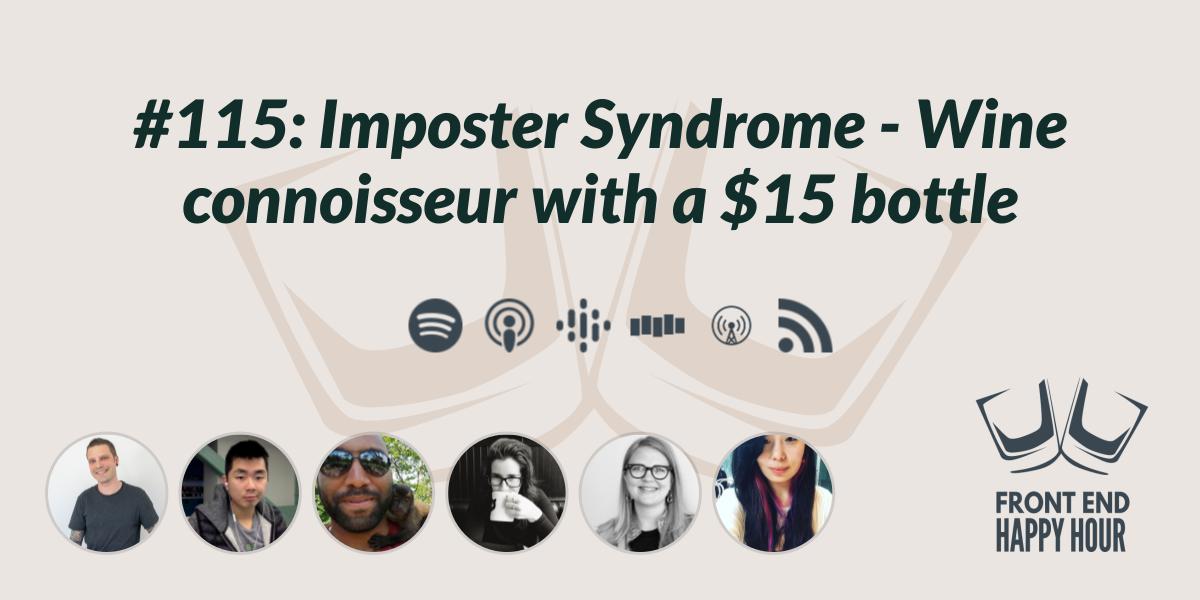 #115: Imposter Syndrome - Wine
connoisseur with a $15 bottle
FRONT END
HAPPY HOUR